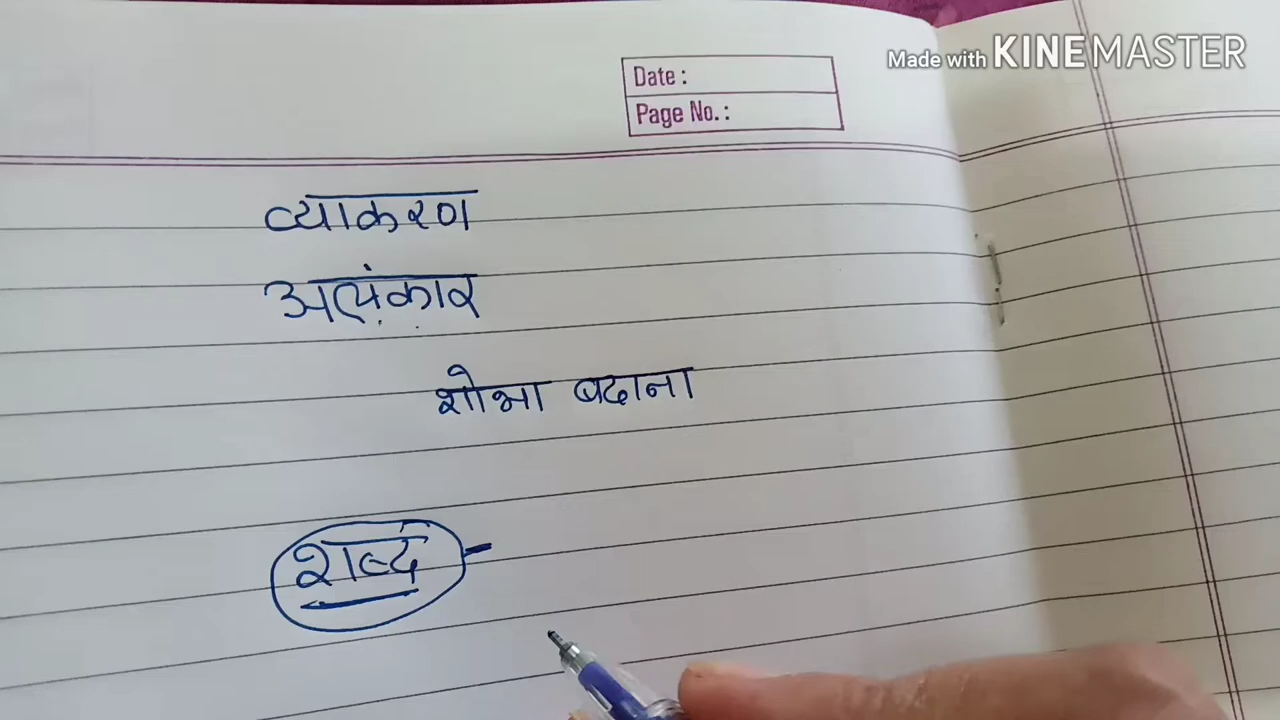 Made with KINEMASTER
Date :
Page No. :
व्याकरण
अलंकार
शोभा बढाना
शब्द -